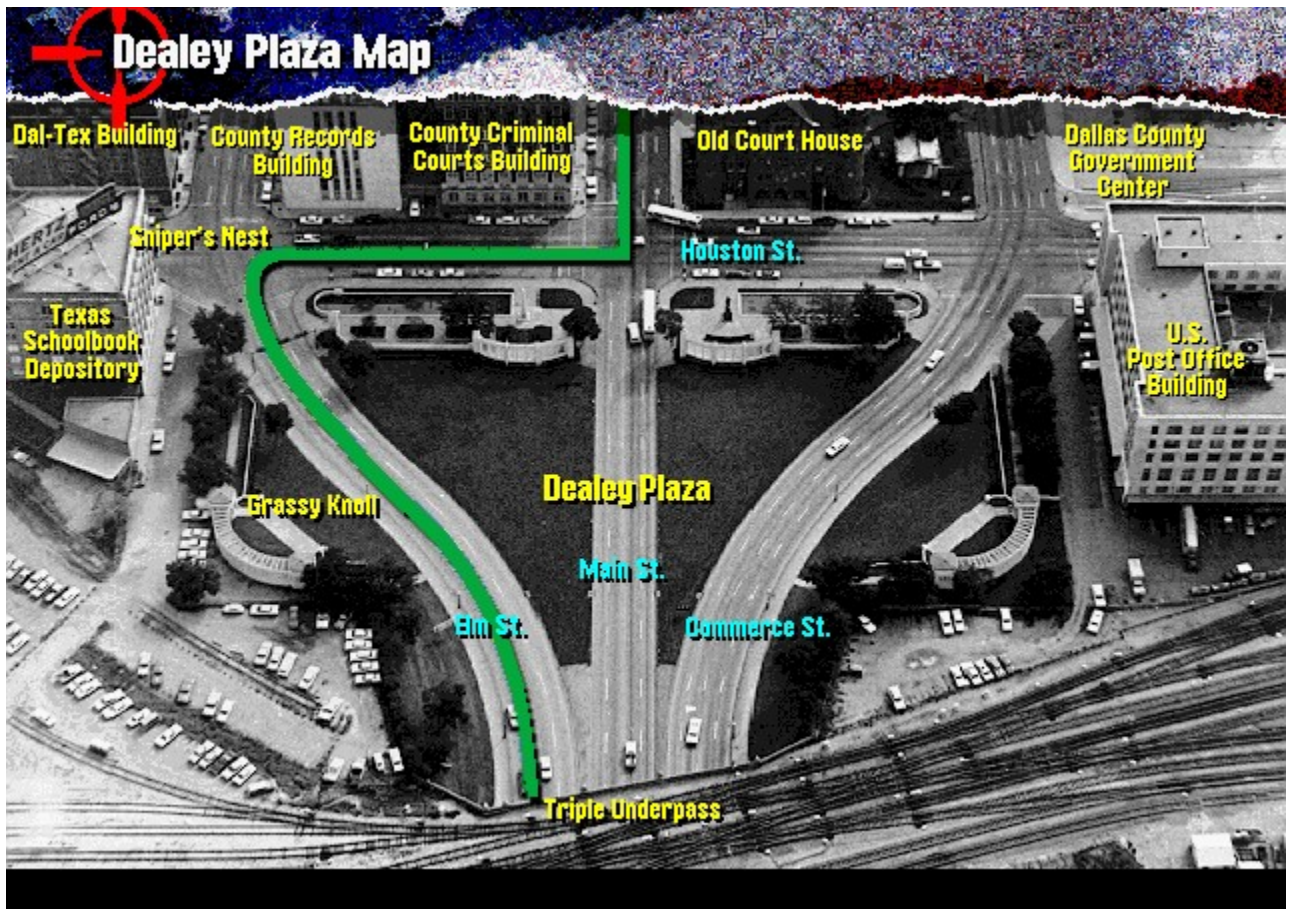 Dealey Plaza Map
Dal-Tex Building
County Records
Building
County Criminal
Courts Building
Old Court House
Dallas County
Government
Center
HERTZ
FORDS
Sniper's Nest
Houston St.
Texas
Schoolbook
Depository
U.S.
Post Office
Building
Grassy Knoll
Dealey Plaza
Main St.
Elm St.
Commerce St.
Triple Underpass